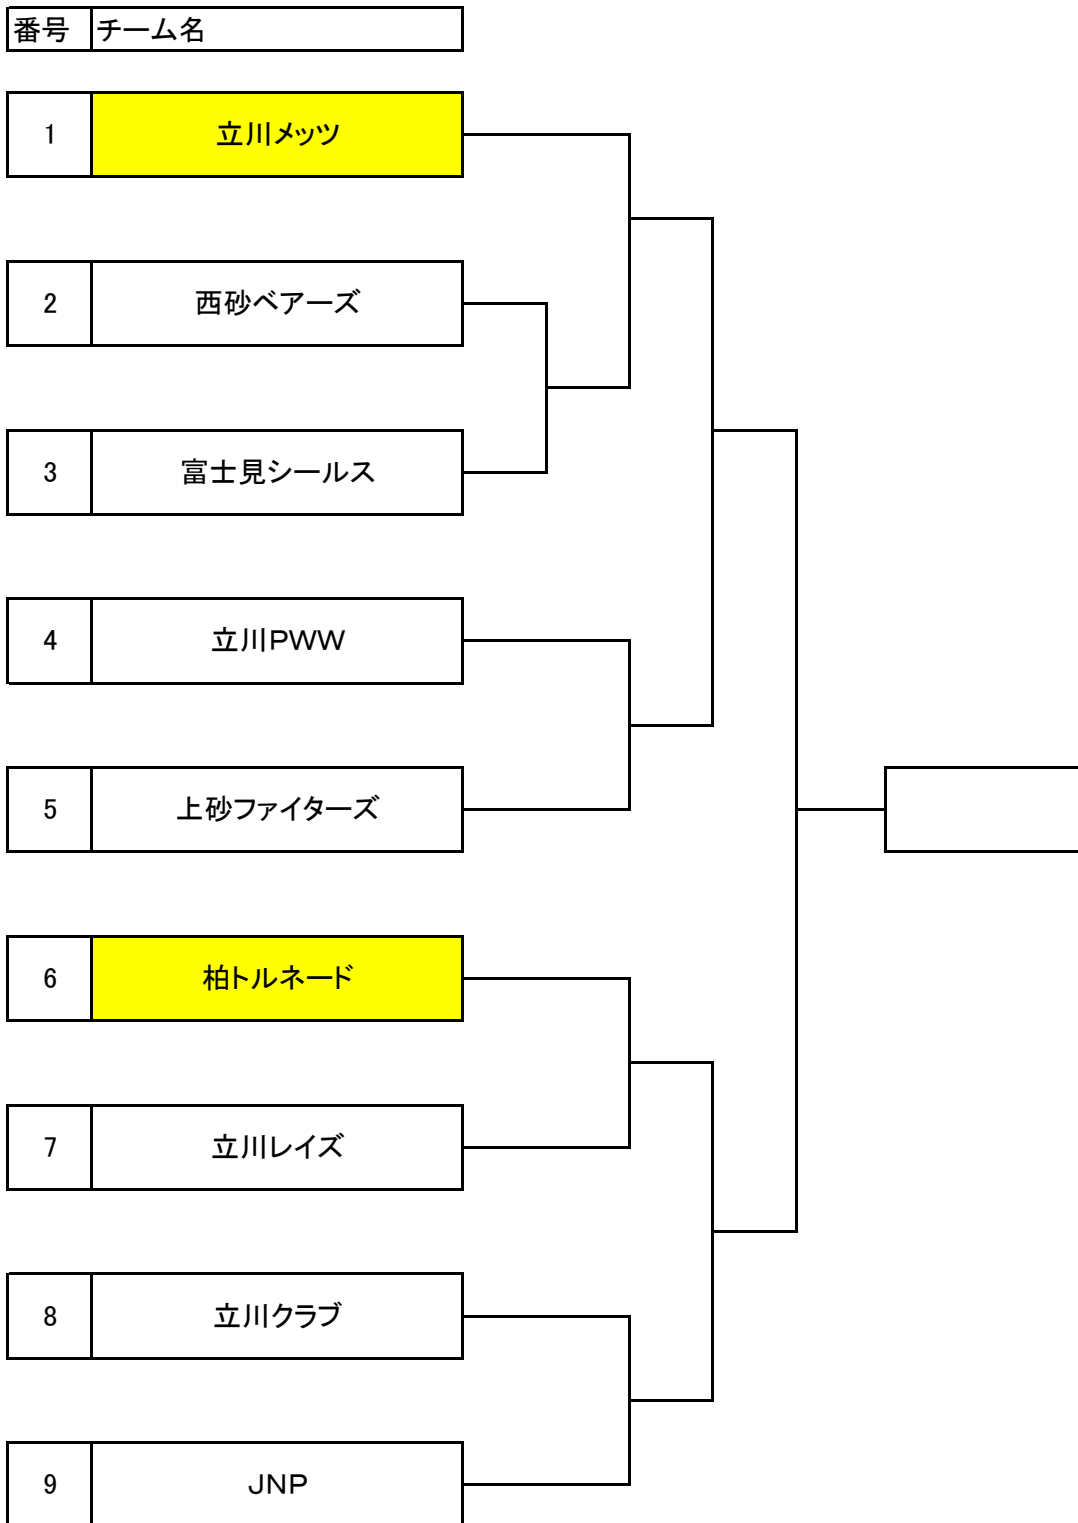 番号 チーム名
1 立川メッツ
2 西砂ベアーズ
3 富士見シールス
4 立川PWW
5 上砂ファイターズ
6 柏トルネード
7 立川レイズ
8 立川クラブ
9 JNP